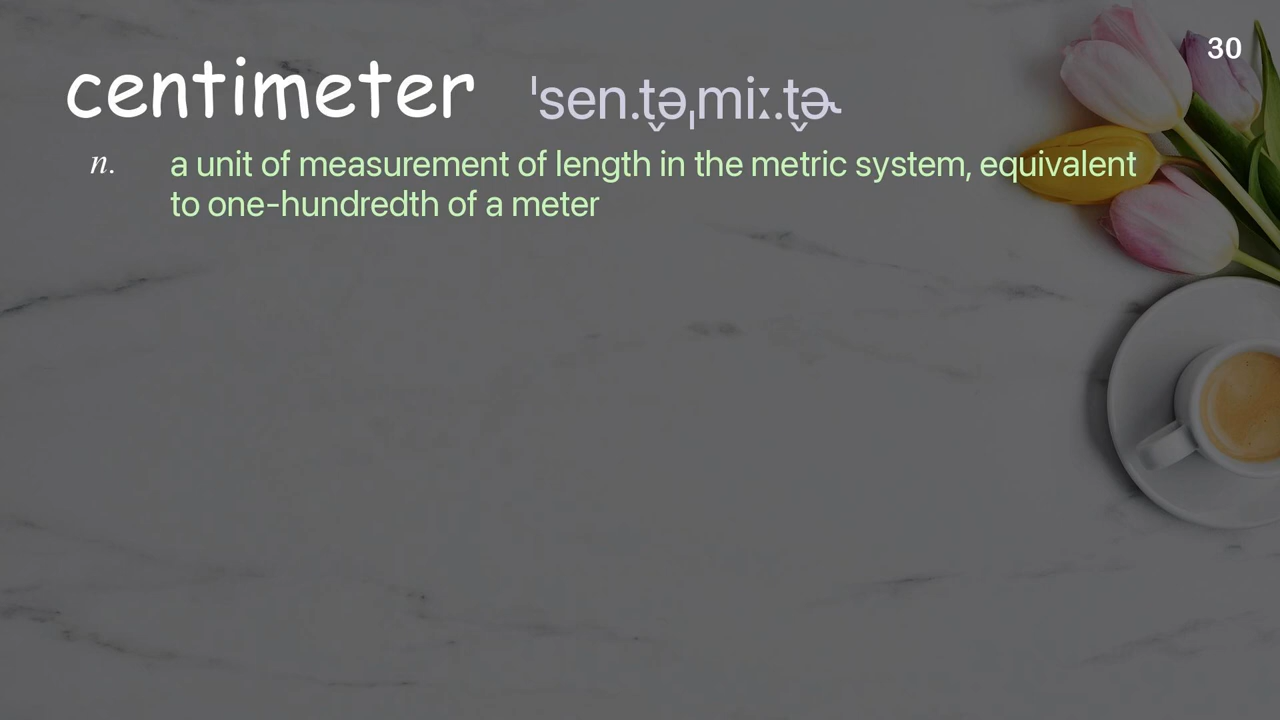 30
centimeter ˈsen.t̬əˌmiː.t̬ɚ
n. a unit of measurement of length in the metric system, equivalent
to one-hundredth of a meter